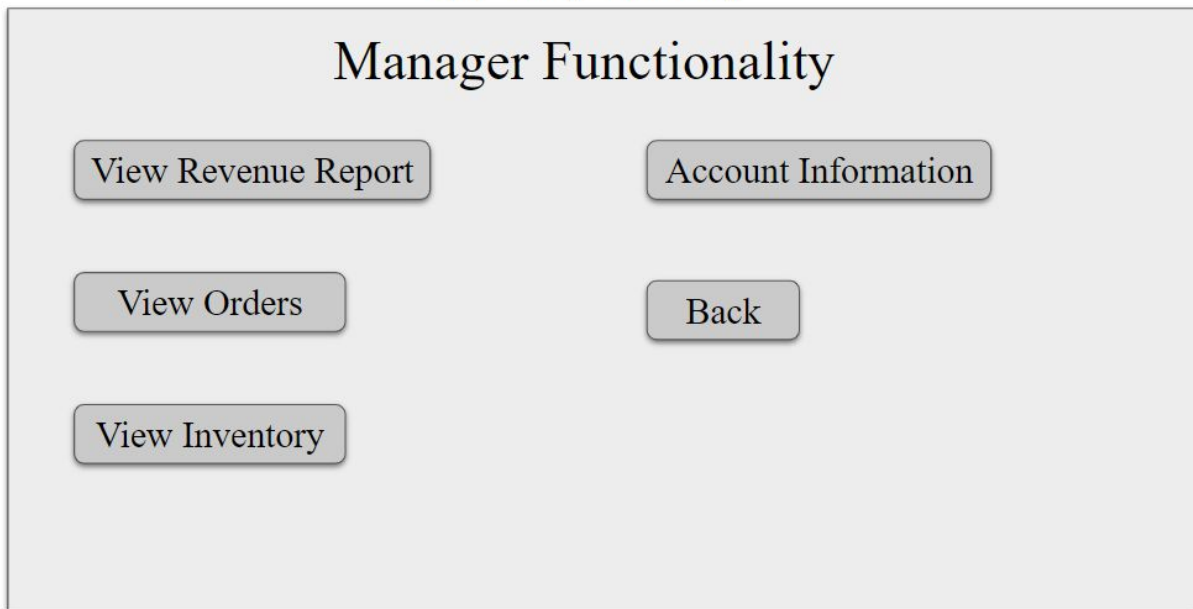 Manager Functionality
View Revenue Report
Account Information
View Orders
Back
View Inventory